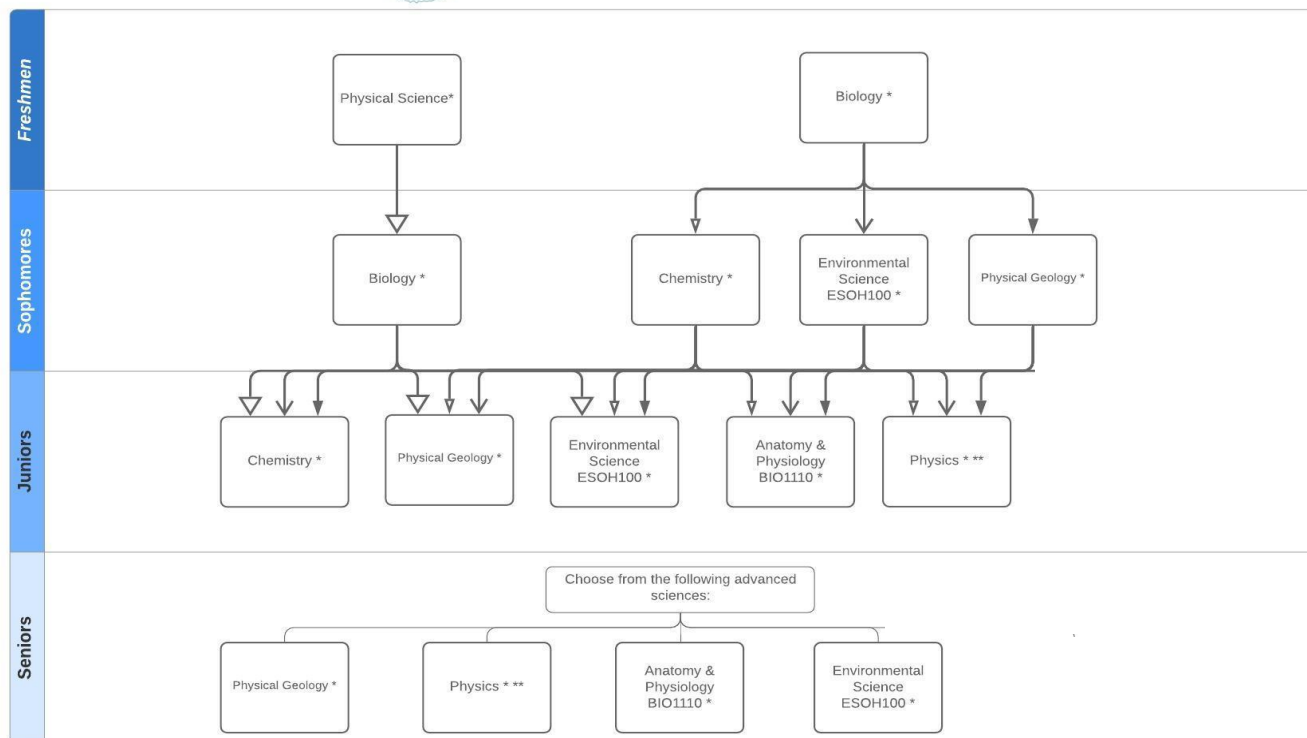 Freshmen
Physical Science*
Biology *
Sophomores
Biology *
Chemistry *
Environmental
Science
ESOH100 *
Physical Geology *
Juniors
Chemistry *
Physical Geology *
Environmental
Science
ESOH100 *
Anatomy &
Physiology
BIO1110 *
Physics * **
Seniors
Choose from the following advanced
sciences:
Physical Geology *
Physics * **
Anatomy &
Physiology
BIO1110 *
Environmental
Science
ESOH100 *